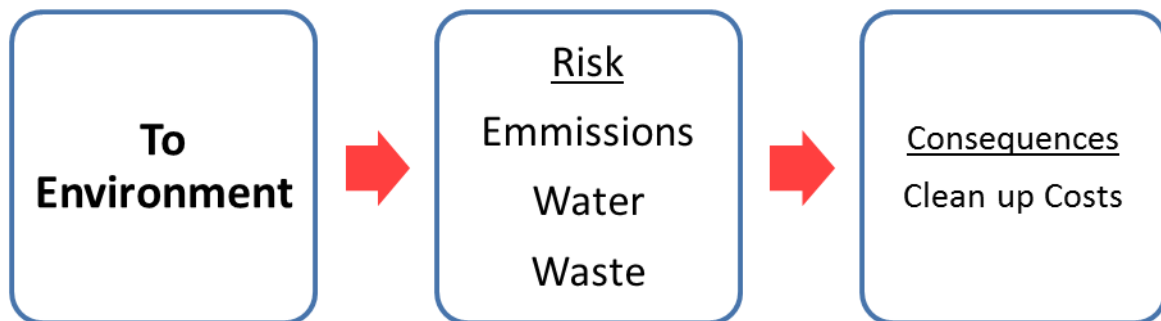 To
Environment
Risk
Emmissions
Water
Waste
Consequences
Clean up Costs